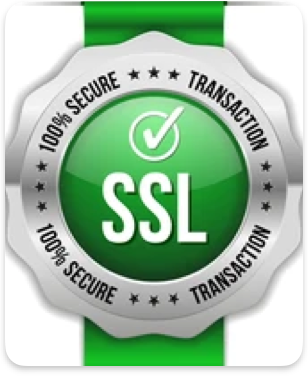 100% SECURE ★ ★ ★ TRANSACTION
SSL
100% SECURE ★ ★ ★ TRANSACTION